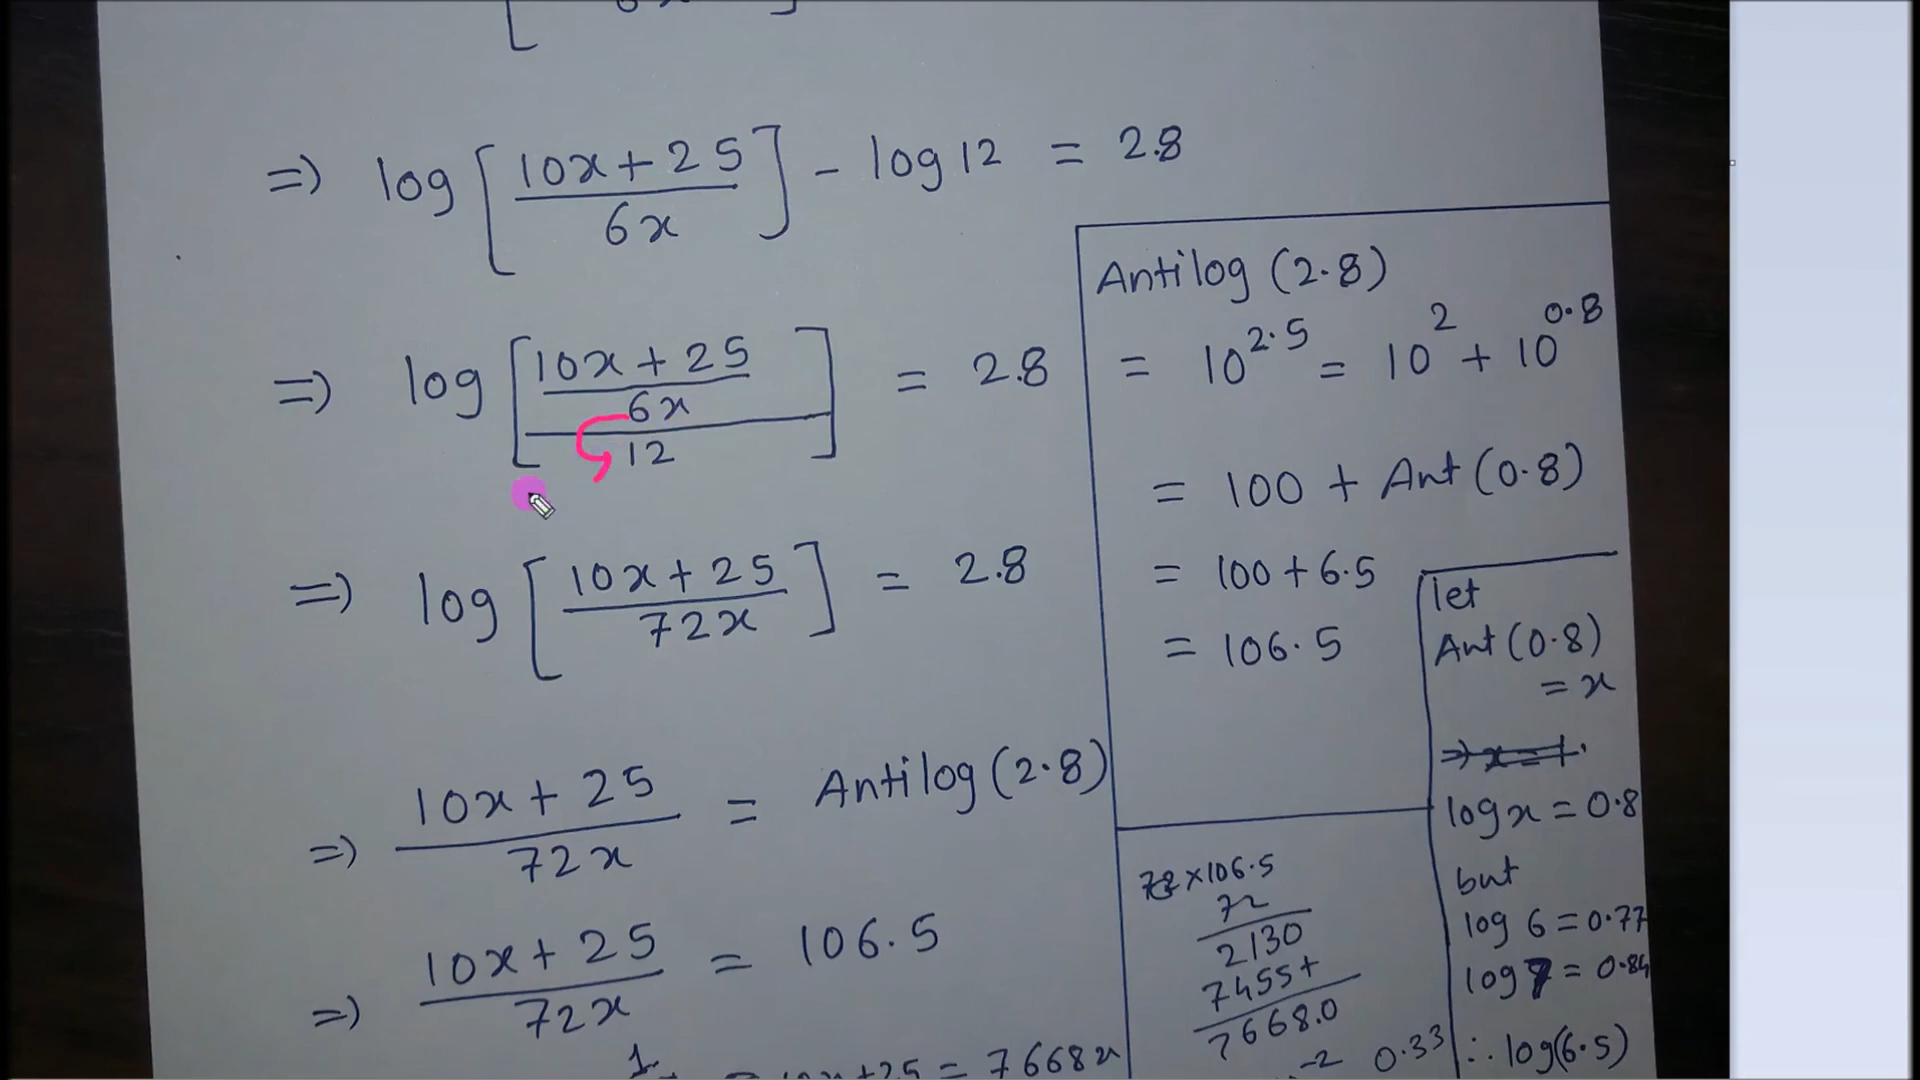 => log [ (10x + 25) / 6x ] - log 12 = 2.8
=> log [ ((10x + 25) / 6x) / 12 ] = 2.8
=> log [ (10x + 25) / 72x ] = 2.8
=> (10x + 25) / 72x = Antilog (2.8)
=> (10x + 25) / 72x = 106.5
+25 = 7668x
Antilog (2.8)
= 10^2.5 = 10^2 + 10^0.8
= 100 + Ant (0.8)
= 100 + 6.5
= 106.5
let
Ant (0.8)
= x
log x = 0.8
but
log 6 = 0.77
log 7 = 0.84
∴ log(6.5)
72 × 106.5
72
2130
7455+
7668.0
-2 0.33